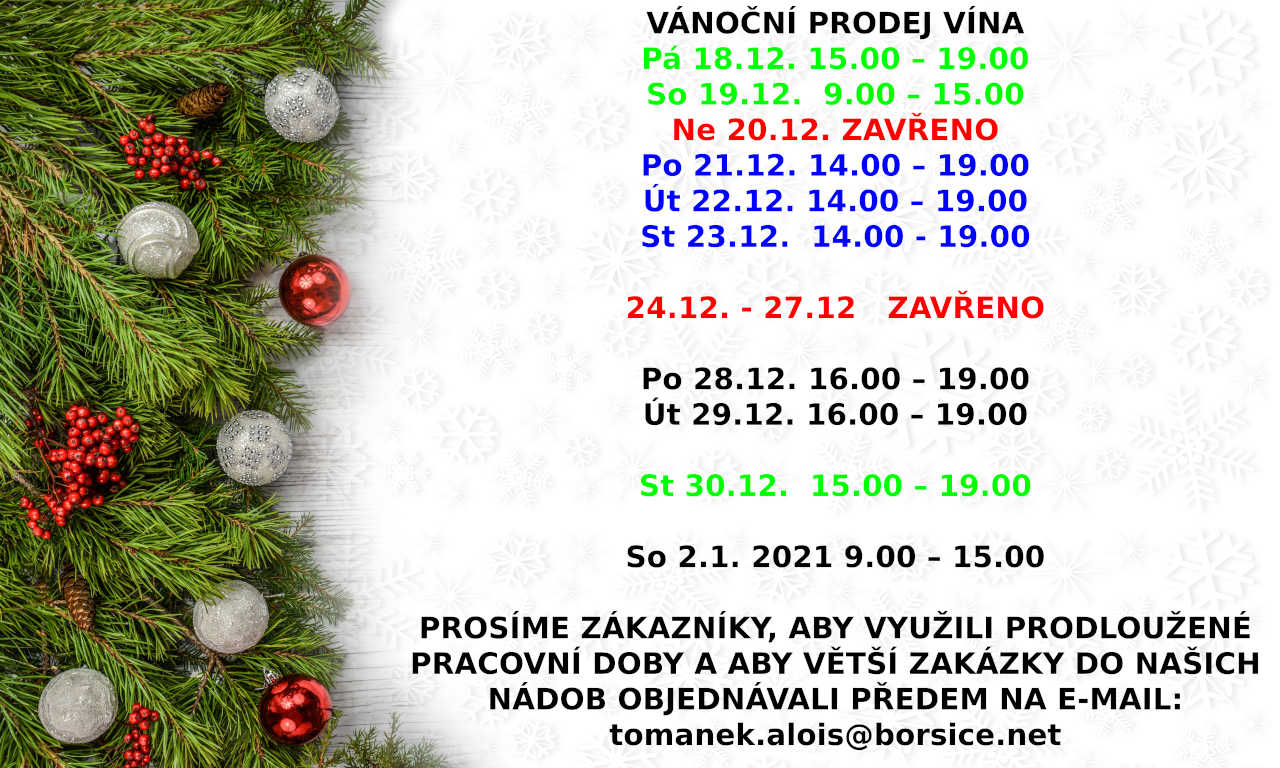 VÁNOČNÍ PRODEJ VÍNA
Pá 18.12. 15.00 – 19.00
So 19.12.  9.00 – 15.00
Ne 20.12. ZAVŘENO
Po 21.12. 14.00 – 19.00
Út 22.12. 14.00 – 19.00
St 23.12.  14.00 - 19.00
24.12. - 27.12   ZAVŘENO
Po 28.12. 16.00 – 19.00
Út 29.12. 16.00 – 19.00
St 30.12.  15.00 – 19.00
So 2.1. 2021 9.00 – 15.00
PROSÍME ZÁKAZNÍKY, ABY VYUŽILI PRODLOUŽENÉ
PRACOVNÍ DOBY A ABY VĚTŠÍ ZAKÁZKY DO NAŠICH
NÁDOB OBJEDNÁVALI PŘEDEM NA E-MAIL:
tomanek.alois@borsice.net